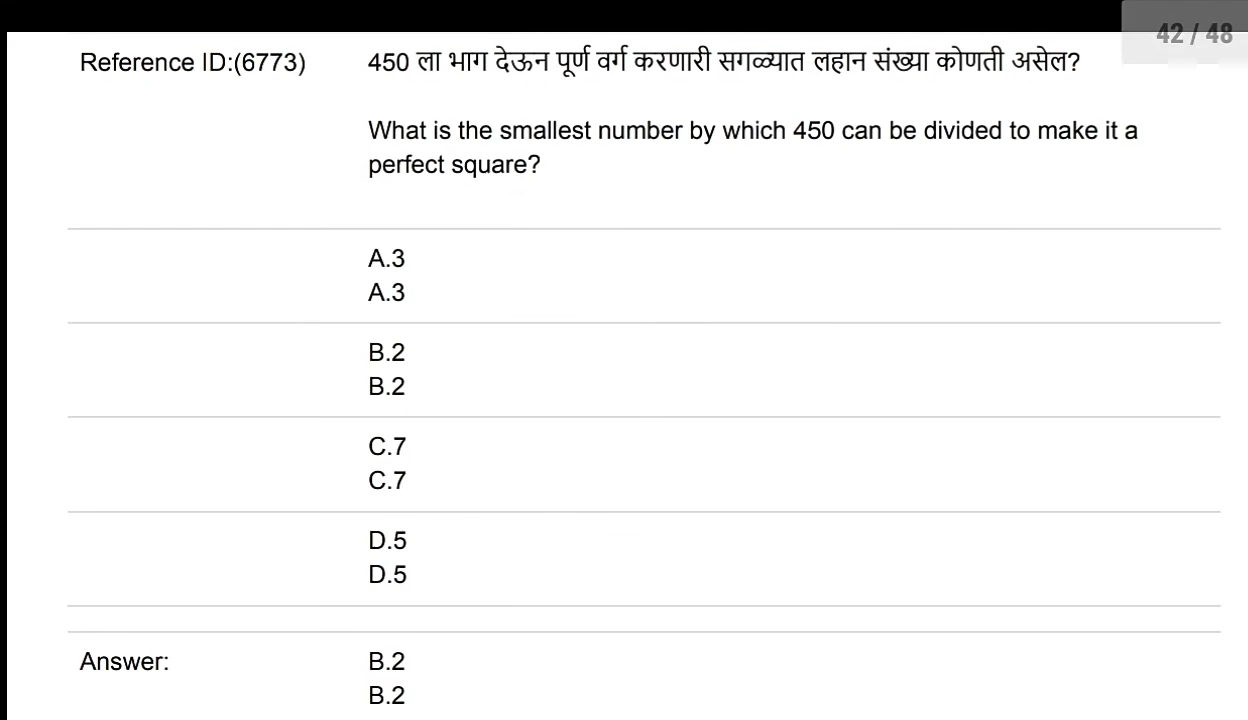 42 / 48
Reference ID:(6773) 450 ला भाग देऊन पूर्ण वर्ग करणारी सगळ्यात लहान संख्या कोणती असेल?
What is the smallest number by which 450 can be divided to make it a
perfect square?
A.3
A.3
B.2
B.2
C.7
C.7
D.5
D.5
Answer: B.2
B.2